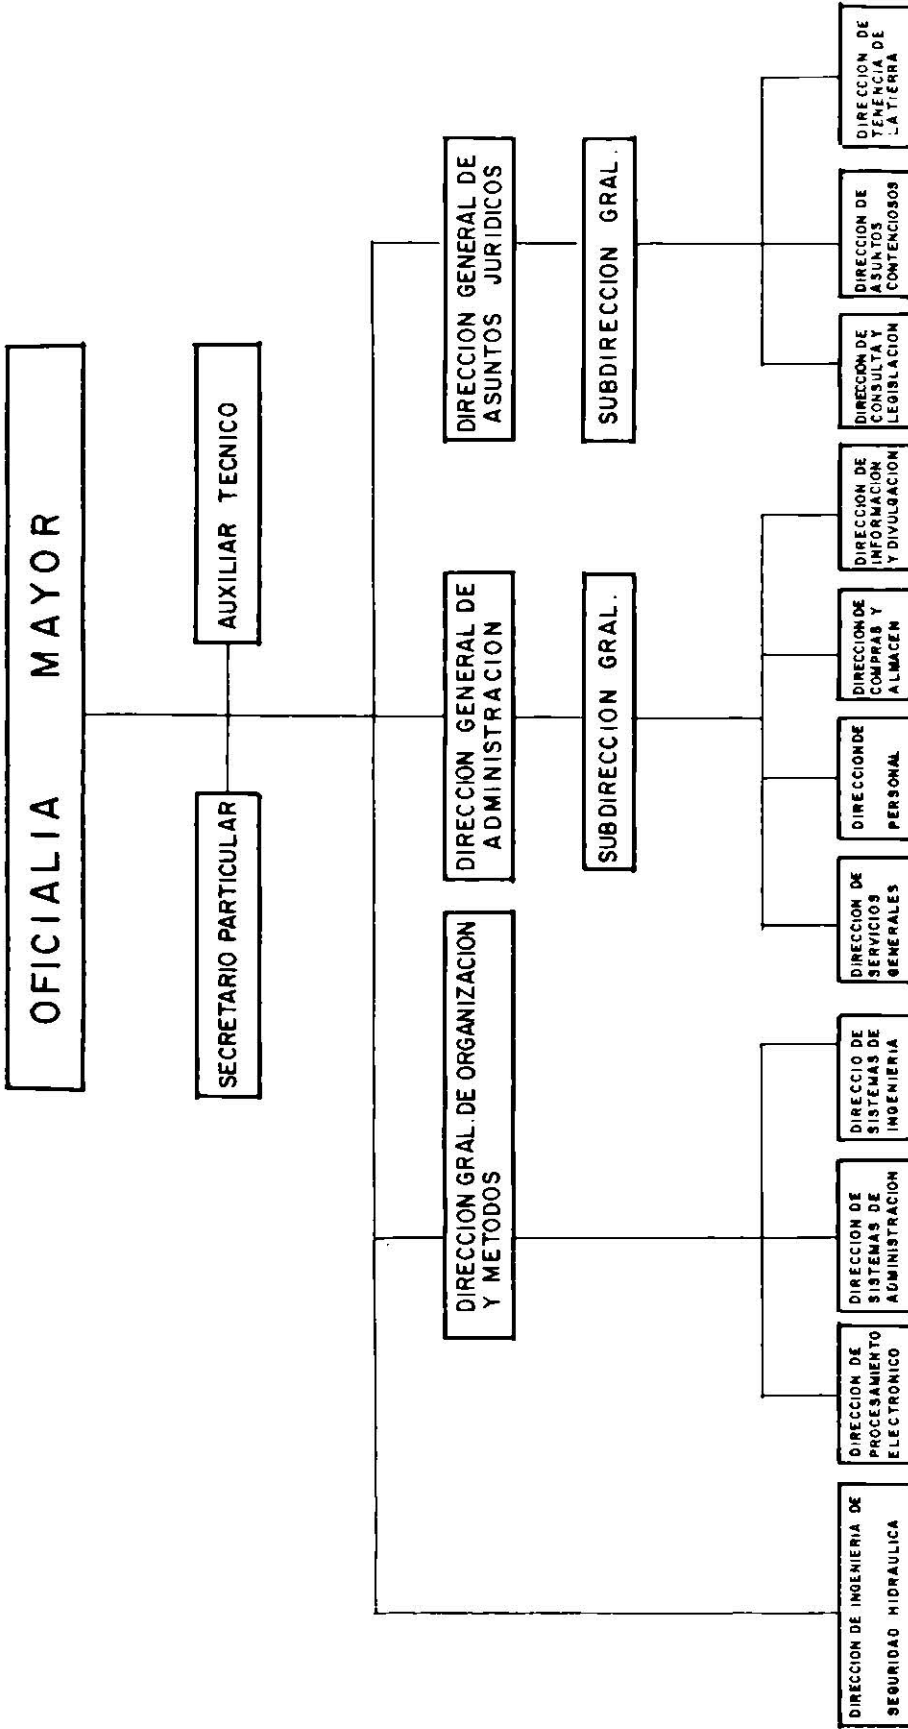 OFICIALIA MAYOR
SECRETARIO PARTICULAR
AUXILIAR TECNICO
DIRECCION GRAL. DE ORGANIZACION
Y METODOS
DIRECCION GENERAL DE
ADMINISTRACION
DIRECCION GENERAL DE
ASUNTOS JURIDICOS
SUBDIRECCION GRAL.
SUBDIRECCION GRAL.
DIRECCION DE INGENIERIA DE
SEGURIDAD HIDRAULICA
DIRECCION DE
PROCESAMIENTO
ELECTRONICO
DIRECCION DE
SISTEMAS DE
ADMINISTRACION
DIRECCIO DE
SISTEMAS DE
INGENIERIA
DIRECCION DE
SERVICIOS
GENERALES
DIRECCION DE
PERSONAL
DIRECCION DE
COMPRAS Y
ALMACEN
DIRECCION DE
INFORMACION
Y DIVULGACION
DIRECCION DE
CONSULTA Y
LEGISLACION
DIRECCION DE
ASUNTOS
CONTENCIOSOS
DIRECCION DE
TENENCIA DE
LA TIERRA